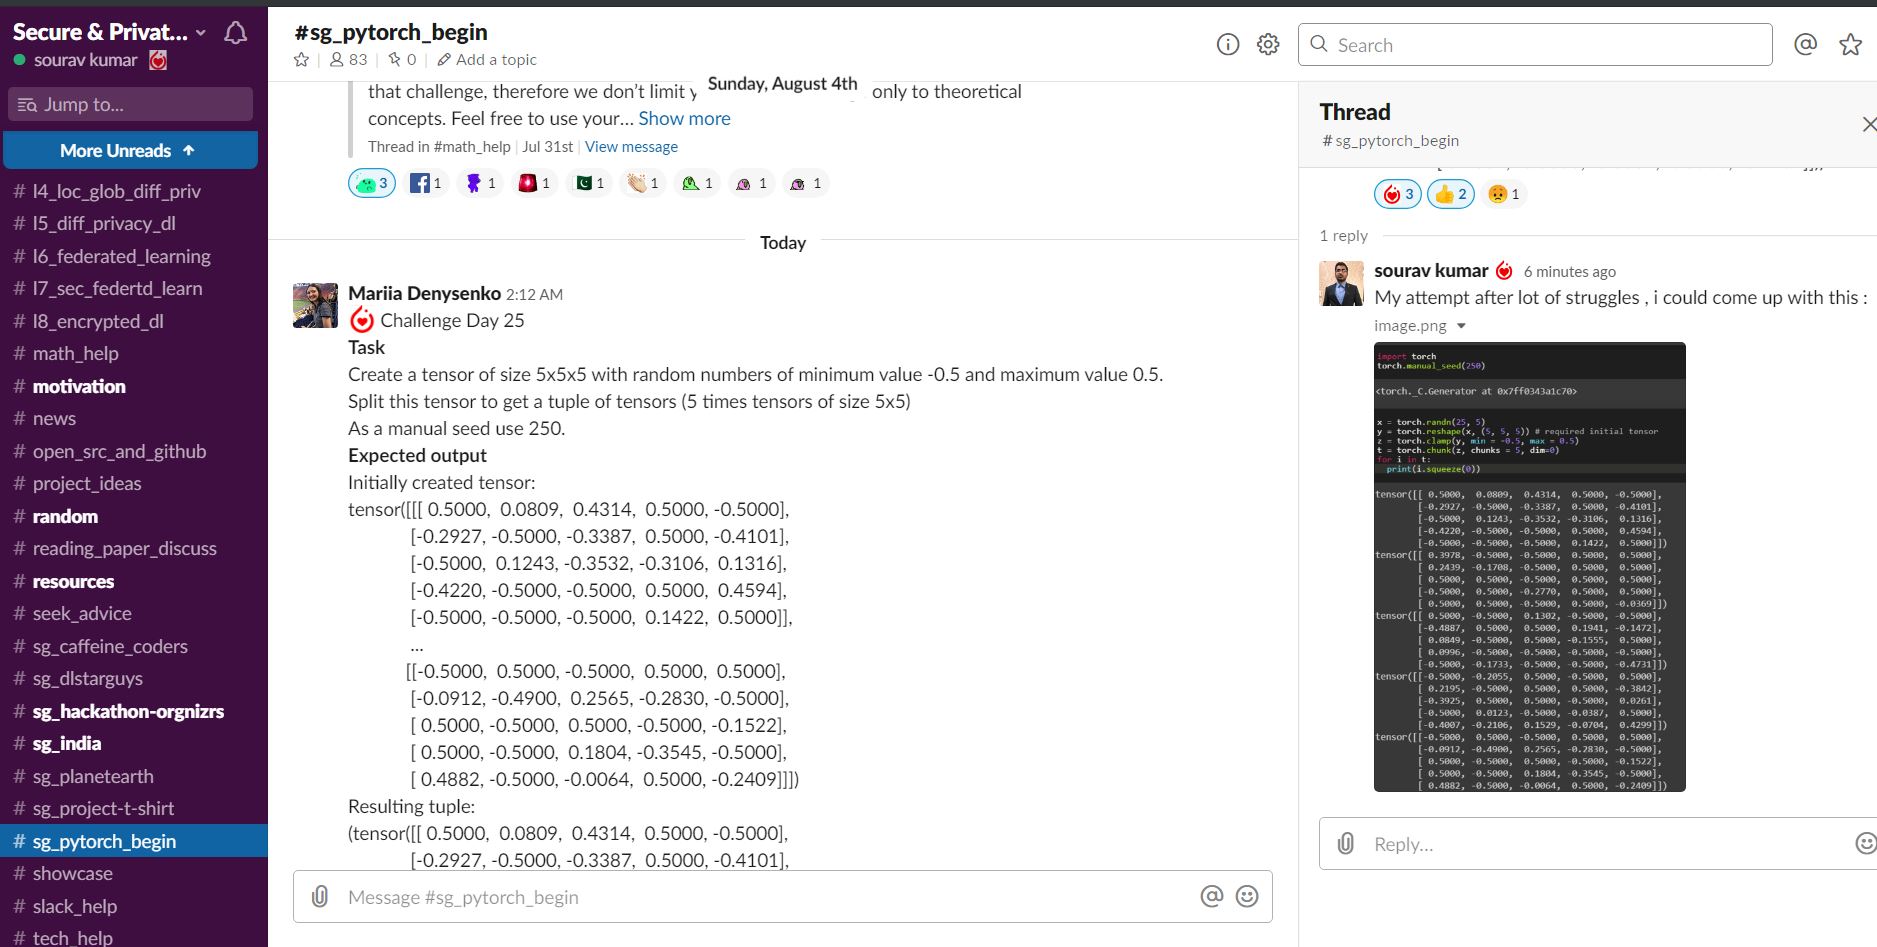 Secure & Privat...
sourav kumar
Jump to...
More Unreads ↑
# l4_loc_glob_diff_priv
# l5_diff_privacy_dl
# l6_federated_learning
# l7_sec_federtd_learn
# l8_encrypted_dl
# math_help
# motivation
# news
# open_src_and_github
# project_ideas
# random
# reading_paper_discuss
# resources
# seek_advice
# sg_caffeine_coders
# sg_dlstarguys
# sg_hackathon-orgnizrs
# sg_india
# sg_planetearth
# sg_project-t-shirt
# sg_pytorch_begin
# showcase
# slack_help
# tech_help
#sg_pytorch_begin
83 | 0 | Add a topic
Search
Sunday, August 4th
that challenge, therefore we don't limit y only to theoretical
concepts. Feel free to use your... Show more
Thread in #math_help | Jul 31st | View message
3 1 1 1 1 1 1 1 1
Today
Mariia Denysenko 2:12 AM
Challenge Day 25
Task
Create a tensor of size 5x5x5 with random numbers of minimum value -0.5 and maximum value 0.5.
Split this tensor to get a tuple of tensors (5 times tensors of size 5x5)
As a manual seed use 250.
Expected output
Initially created tensor:
tensor([[[ 0.5000, 0.0809, 0.4314, 0.5000, -0.5000],
[-0.2927, -0.5000, -0.3387, 0.5000, -0.4101],
[-0.5000, 0.1243, -0.3532, -0.3106, 0.1316],
[-0.4220, -0.5000, -0.5000, 0.5000, 0.4594],
[-0.5000, -0.5000, -0.5000, 0.1422, 0.5000]],
...
[[-0.5000, 0.5000, -0.5000, 0.5000, 0.5000],
[-0.0912, -0.4900, 0.2565, -0.2830, -0.5000],
[ 0.5000, -0.5000, 0.5000, -0.5000, -0.1522],
[ 0.5000, -0.5000, 0.1804, -0.3545, -0.5000],
[ 0.4882, -0.5000, -0.0064, 0.5000, -0.2409]]])
Resulting tuple:
(tensor([[ 0.5000, 0.0809, 0.4314, 0.5000, -0.5000],
[-0.2927, -0.5000, -0.3387, 0.5000, -0.4101],
Message #sg_pytorch_begin
Thread
#sg_pytorch_begin
3 2 1
1 reply
sourav kumar 6 minutes ago
My attempt after lot of struggles , i could come up with this :
image.png
import torch
torch.manual_seed(250)
<torch._C.Generator at 0x7ff0343a1c70>
x = torch.randn(25, 5)
y = torch.reshape(x, (5, 5, 5)) # required initial tensor
z = torch.clamp(y, min = -0.5, max = 0.5)
t = torch.chunk(z, chunks = 5, dim=0)
for i in t:
print(i.squeeze(0))
tensor([[ 0.5000, 0.0809, 0.4314, 0.5000, -0.5000],
[-0.2927, -0.5000, -0.3387, 0.5000, -0.4101],
[-0.5000, 0.1243, -0.3532, -0.3106, 0.1316],
[-0.4220, -0.5000, -0.5000, 0.5000, 0.4594],
[-0.5000, -0.5000, -0.5000, 0.1422, 0.5000]])
tensor([[ 0.3978, -0.5000, -0.5000, 0.5000, 0.5000],
[ 0.2439, -0.1708, -0.5000, 0.5000, 0.5000],
[ 0.5000, 0.5000, -0.5000, 0.5000, 0.5000],
[-0.5000, 0.5000, -0.2770, 0.5000, 0.5000],
[ 0.5000, 0.5000, -0.5000, 0.5000, -0.0369]])
tensor([[ 0.5000, -0.5000, 0.1302, -0.5000, -0.5000],
[-0.4887, 0.5000, 0.5000, 0.1941, -0.1472],
[ 0.0849, -0.5000, 0.5000, -0.1555, 0.5000],
[ 0.0996, -0.5000, -0.5000, -0.5000, -0.5000],
[-0.5000, -0.1733, -0.5000, -0.5000, -0.4731]])
tensor([[-0.5000, -0.2055, -0.5000, -0.5000, 0.5000],
[ 0.2195, -0.5000, 0.5000, 0.5000, -0.3842],
[-0.3925, 0.5000, 0.5000, -0.5000, 0.0261],
[-0.5000, 0.0123, -0.5000, -0.0387, 0.5000],
[-0.4007, -0.2106, 0.1529, -0.0704, 0.4299]])
tensor([[-0.5000, 0.5000, -0.5000, 0.5000, 0.5000],
[-0.0912, -0.4900, 0.2565, -0.2830, -0.5000],
[ 0.5000, -0.5000, 0.5000, -0.5000, -0.1522],
[ 0.5000, -0.5000, 0.1804, -0.3545, -0.5000],
[ 0.4882, -0.5000, -0.0064, 0.5000, -0.2409]])
Reply...